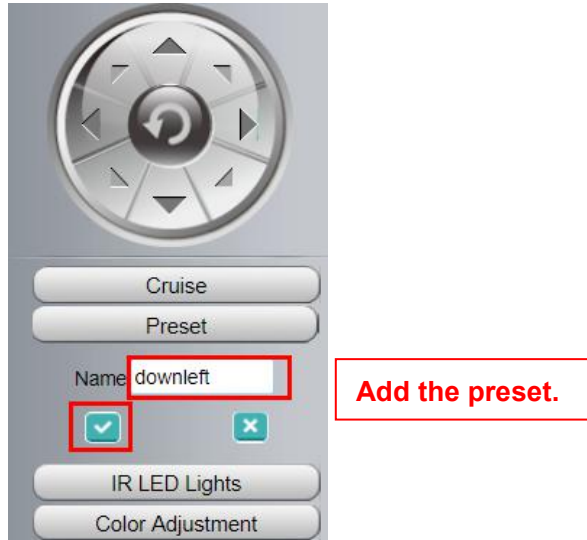 Cruise
Preset
Name downleft
Add the preset.
IR LED Lights
Color Adjustment